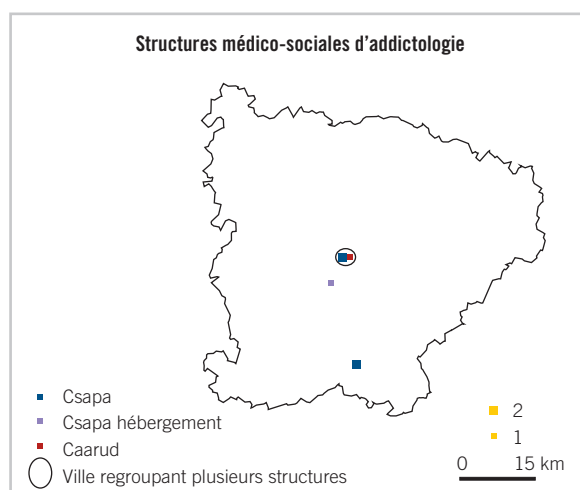 Structures médico-sociales d’addictologie
Csapa
Csapa hébergement
Caarud
Ville regroupant plusieurs structures
2
1
0 15 km